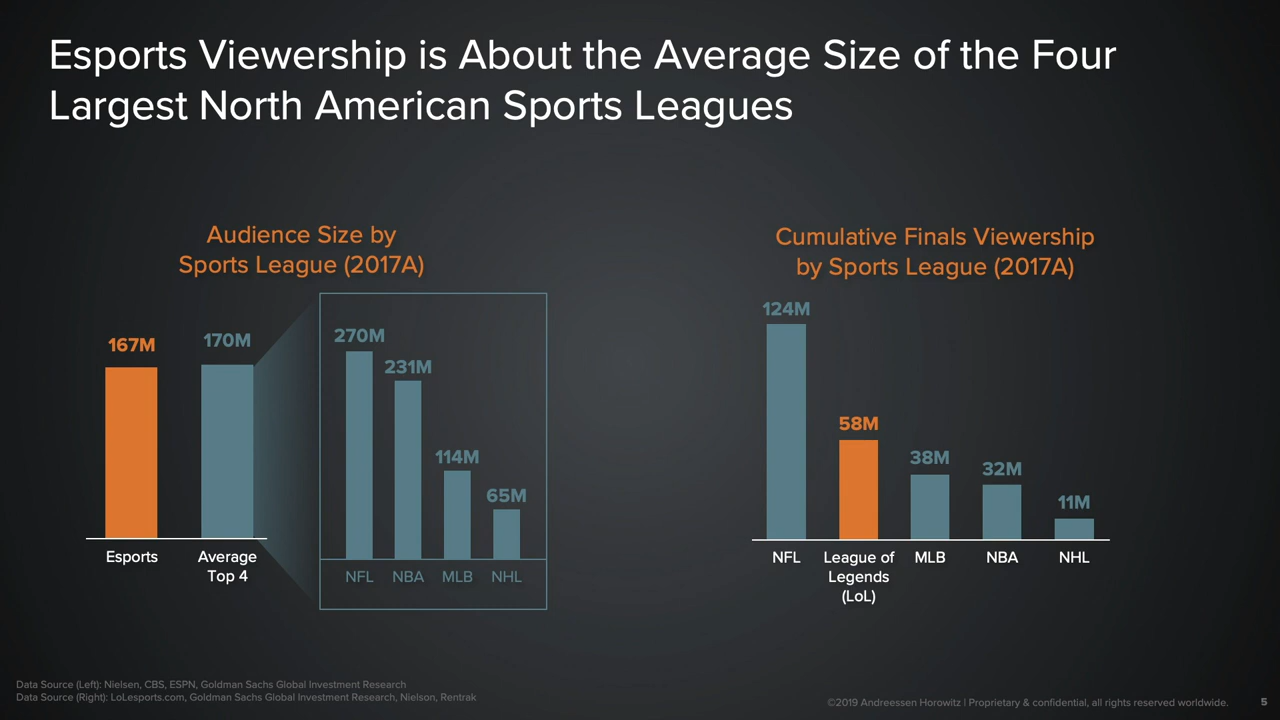 Esports Viewership is About the Average Size of the Four
Largest North American Sports Leagues
Audience Size by
Sports League (2017A)
167M
170M
Esports
Average
Top 4
270M
231M
114M
65M
NFL
NBA
MLB
NHL
Cumulative Finals Viewership
by Sports League (2017A)
124M
58M
38M
32M
11M
NFL
League of
Legends
(LoL)
MLB
NBA
NHL
Data Source (Left): Nielsen, CBS, ESPN, Goldman Sachs Global Investment Research
Data Source (Right): LoLesports.com, Goldman Sachs Global Investment Research, Nielson, Rentrak
©2019 Andreessen Horowitz | Proprietary & confidential, all rights reserved worldwide.
5